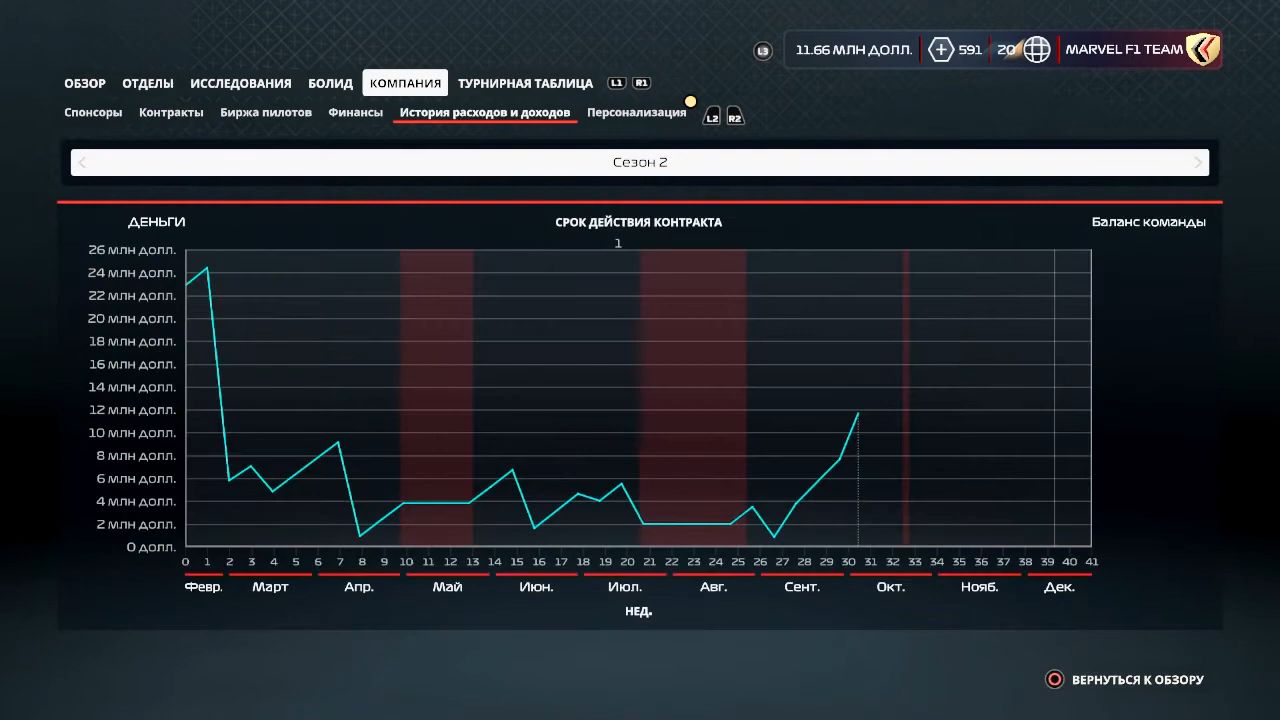 L3 11.66 МЛН ДОЛЛ. 591 20 MARVEL F1 TEAM
ОБЗОР ОТДЕЛЫ ИССЛЕДОВАНИЯ БОЛИД КОМПАНИЯ ТУРНИРНАЯ ТАБЛИЦА L1 R1
Спонсоры Контракты Биржа пилотов Финансы История расходов и доходов Персонализация L2 R2
Сезон 2
ДЕНЬГИ СРОК ДЕЙСТВИЯ КОНТРАКТА Баланс команды
1
26 МЛН ДОЛЛ.
24 МЛН ДОЛЛ.
22 МЛН ДОЛЛ.
20 МЛН ДОЛЛ.
18 МЛН ДОЛЛ.
16 МЛН ДОЛЛ.
14 МЛН ДОЛЛ.
12 МЛН ДОЛЛ.
10 МЛН ДОЛЛ.
8 МЛН ДОЛЛ.
6 МЛН ДОЛЛ.
4 МЛН ДОЛЛ.
2 МЛН ДОЛЛ.
0 ДОЛЛ.
0 1 2 3 4 5 6 7 8 9 10 11 12 13 14 15 16 17 18 19 20 21 22 23 24 25 26 27 28 29 30 31 32 33 34 35 36 37 38 39 40 41
Февр. Март Апр. Май Июн. Июл. Авг. Сент. Окт. Нояб. Дек.
НЕД.
ВЕРНУТЬСЯ К ОБЗОРУ